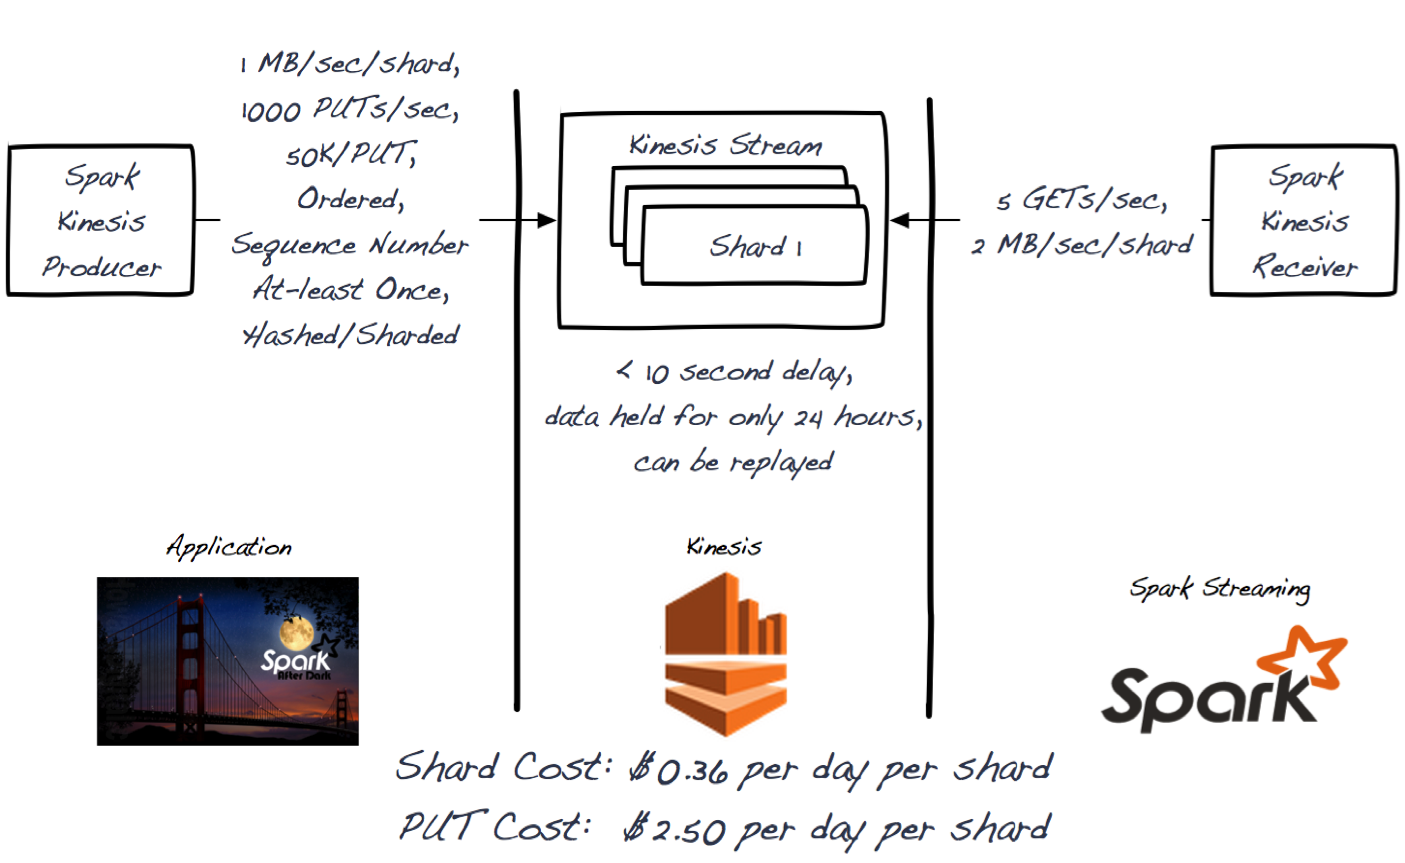 1 MB/sec/shard,
1000 PUTs/sec,
50K/PUT,
Ordered,
Sequence Number
At-least Once,
Hashed/Sharded
Spark
Kinesis
Producer
Kinesis Stream
Shard 1
< 10 second delay,
data held for only 24 hours,
can be replayed
5 GETs/sec,
2 MB/sec/shard
Spark
Kinesis
Receiver
Application
Spark
After Dark
Kinesis
Spark Streaming
Spark
Shard Cost: $0.36 per day per shard
PUT Cost: $2.50 per day per shard